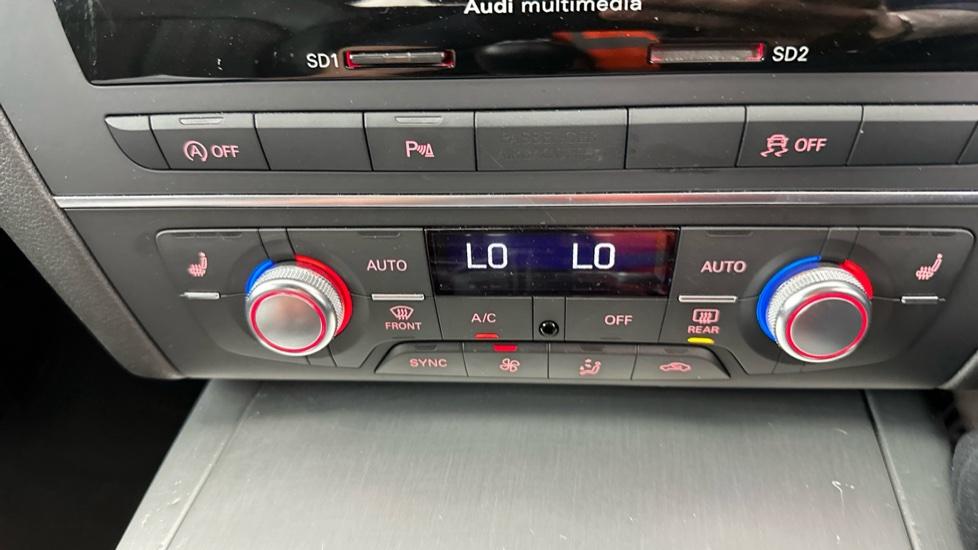 Audi multimedia
SD1 SD2
OFF P OFF
AUTO LO LO AUTO
FRONT A/C OFF REAR
SYNC